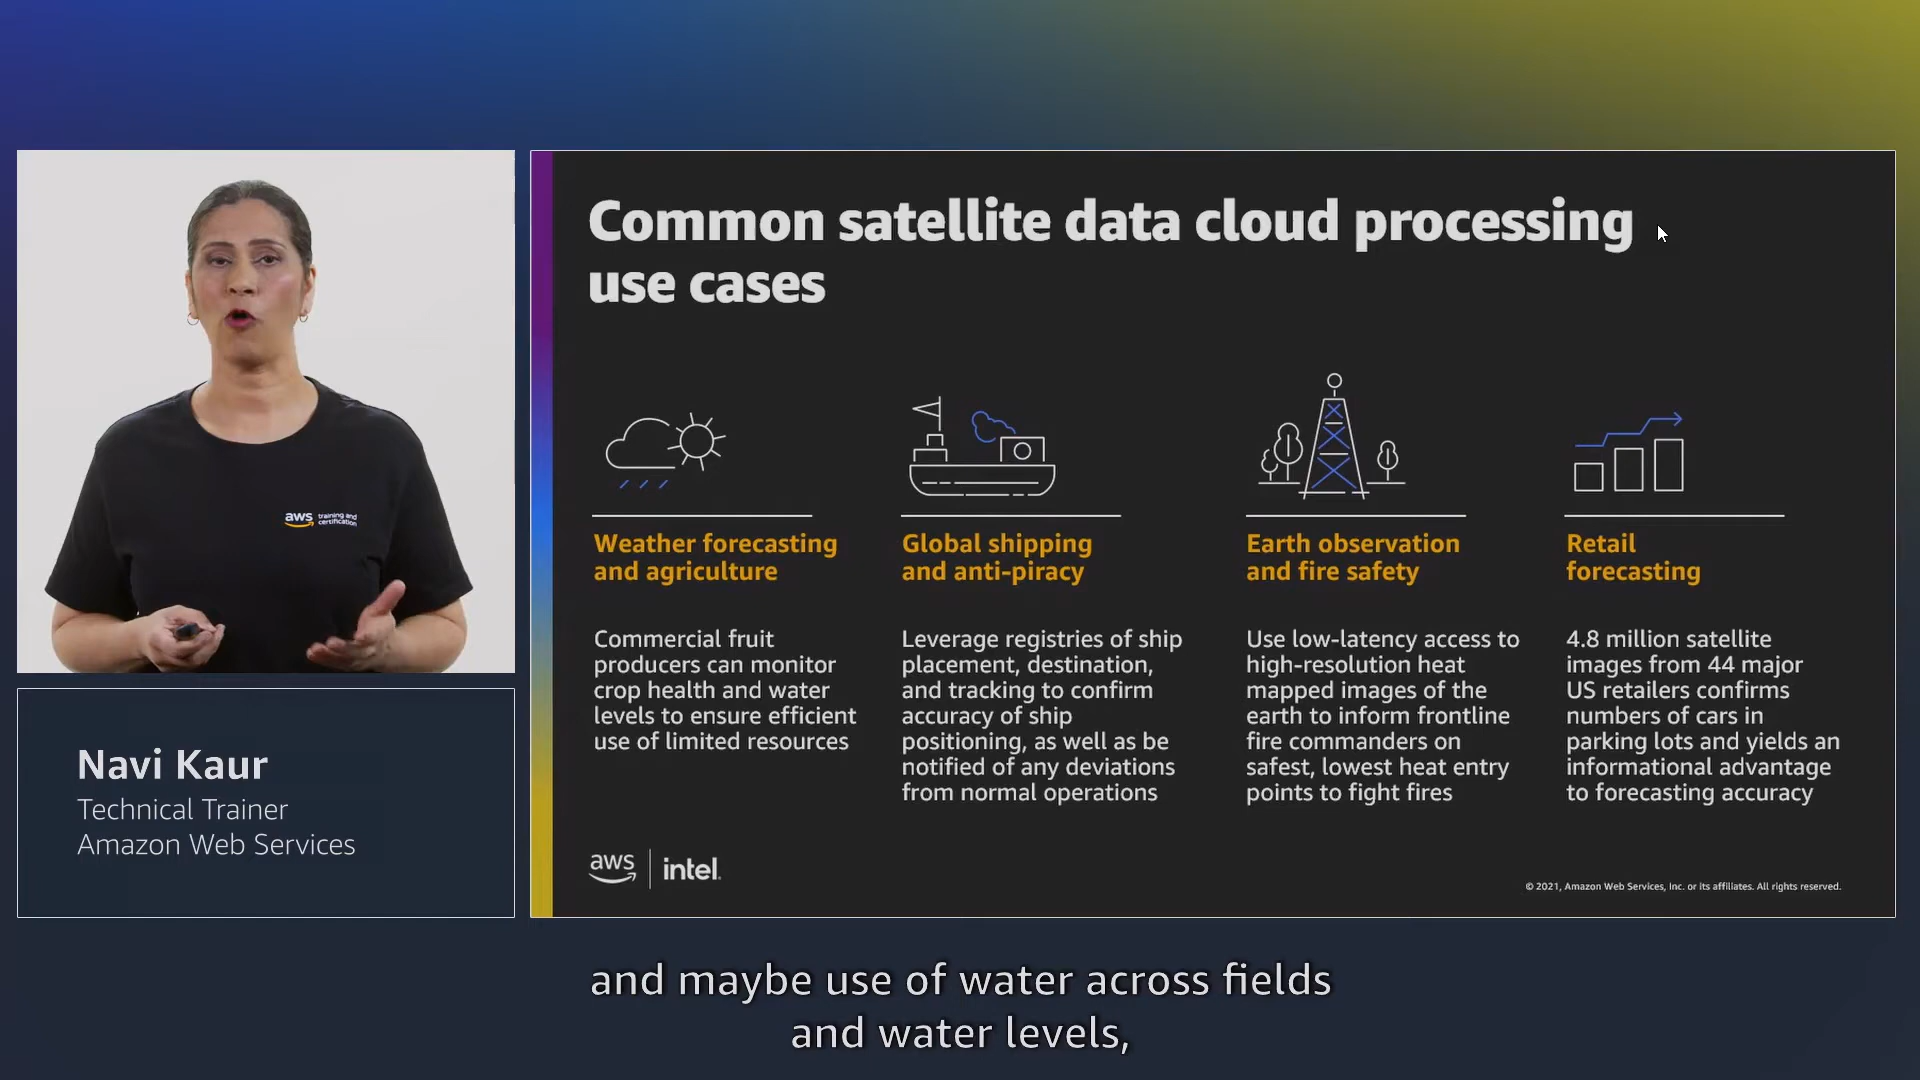 Common satellite data cloud processing
use cases
Weather forecasting
and agriculture
Commercial fruit
producers can monitor
crop health and water
levels to ensure efficient
use of limited resources
Global shipping
and anti-piracy
Leverage registries of ship
placement, destination,
and tracking to confirm
accuracy of ship
positioning, as well as be
notified of any deviations
from normal operations
Earth observation
and fire safety
Use low-latency access to
high-resolution heat
mapped images of the
earth to inform frontline
fire commanders on
safest, lowest heat entry
points to fight fires
Retail
forecasting
4.8 million satellite
images from 44 major
US retailers confirms
numbers of cars in
parking lots and yields an
informational advantage
to forecasting accuracy
aws | intel.
© 2021, Amazon Web Services, Inc. or its affiliates. All rights reserved.
aws training and
certification
Navi Kaur
Technical Trainer
Amazon Web Services
and maybe use of water across fields
and water levels,